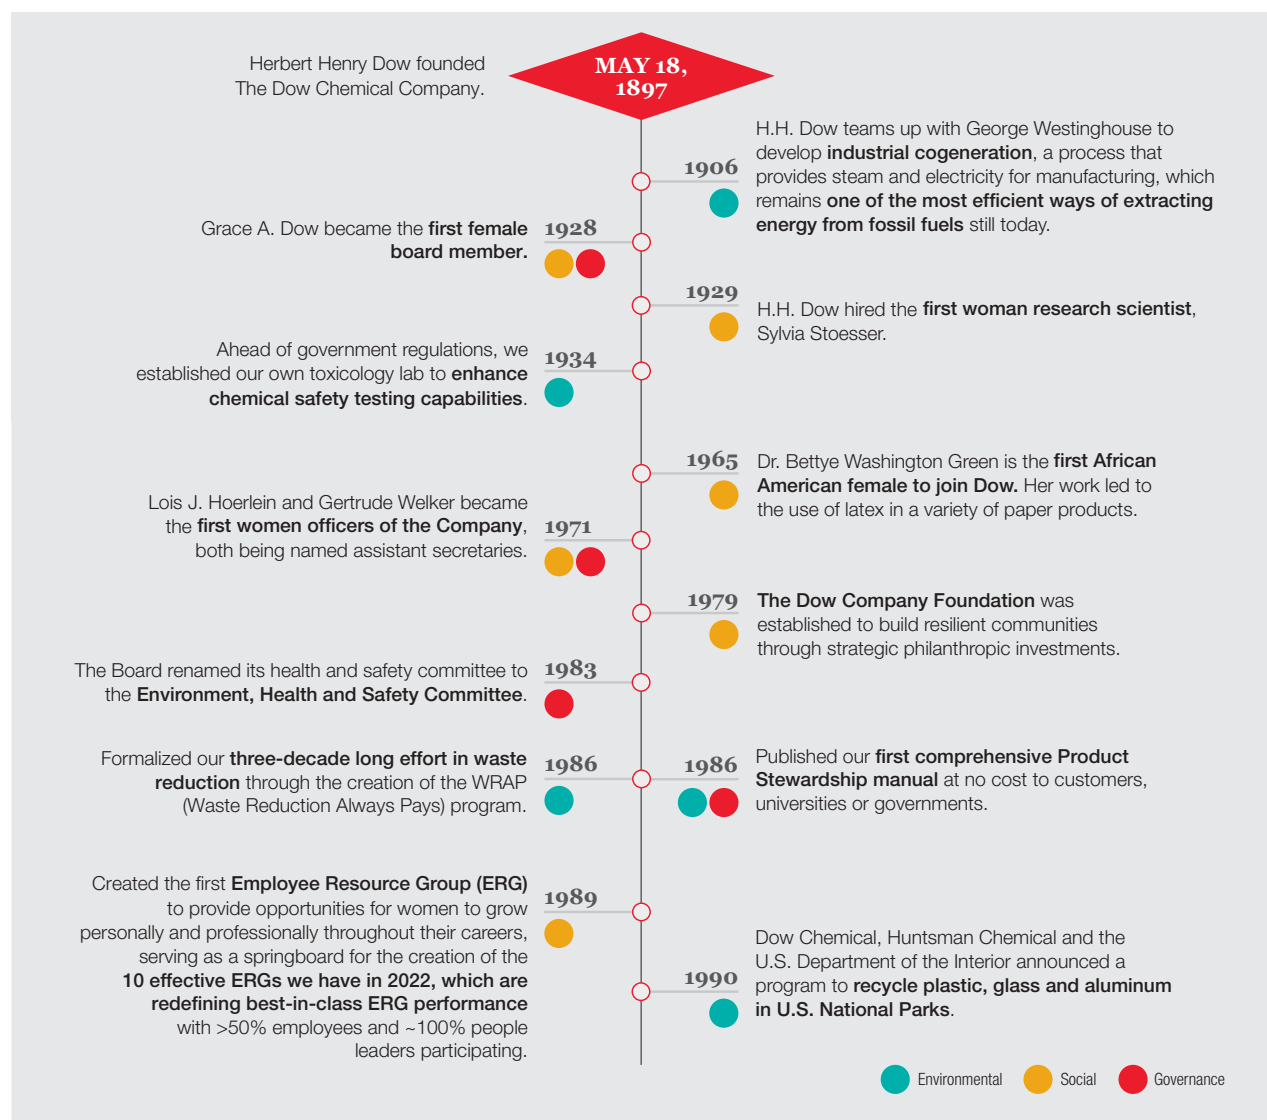 Herbert Henry Dow founded
The Dow Chemical Company.
MAY 18,
1897
H.H. Dow teams up with George Westinghouse to
develop industrial cogeneration, a process that
provides steam and electricity for manufacturing, which
remains one of the most efficient ways of extracting
energy from fossil fuels still today.
1906
Grace A. Dow became the first female
board member.
1928
1929
H.H. Dow hired the first woman research scientist,
Sylvia Stoesser.
Ahead of government regulations, we
established our own toxicology lab to enhance
chemical safety testing capabilities.
1934
1965
Dr. Bettye Washington Green is the first African
American female to join Dow. Her work led to
the use of latex in a variety of paper products.
Lois J. Hoerlein and Gertrude Welker became
the first women officers of the Company,
both being named assistant secretaries.
1971
1979
The Dow Company Foundation was
established to build resilient communities
through strategic philanthropic investments.
The Board renamed its health and safety committee to
the Environment, Health and Safety Committee.
1983
Formalized our three-decade long effort in waste
reduction through the creation of the WRAP
(Waste Reduction Always Pays) program.
1986
1986
Published our first comprehensive Product
Stewardship manual at no cost to customers,
universities or governments.
Created the first Employee Resource Group (ERG)
to provide opportunities for women to grow
personally and professionally throughout their careers,
serving as a springboard for the creation of the
10 effective ERGs we have in 2022, which are
redefining best-in-class ERG performance
with >50% employees and ~100% people
leaders participating.
1989
1990
Dow Chemical, Huntsman Chemical and the
U.S. Department of the Interior announced a
program to recycle plastic, glass and aluminum
in U.S. National Parks.
Environmental
Social
Governance